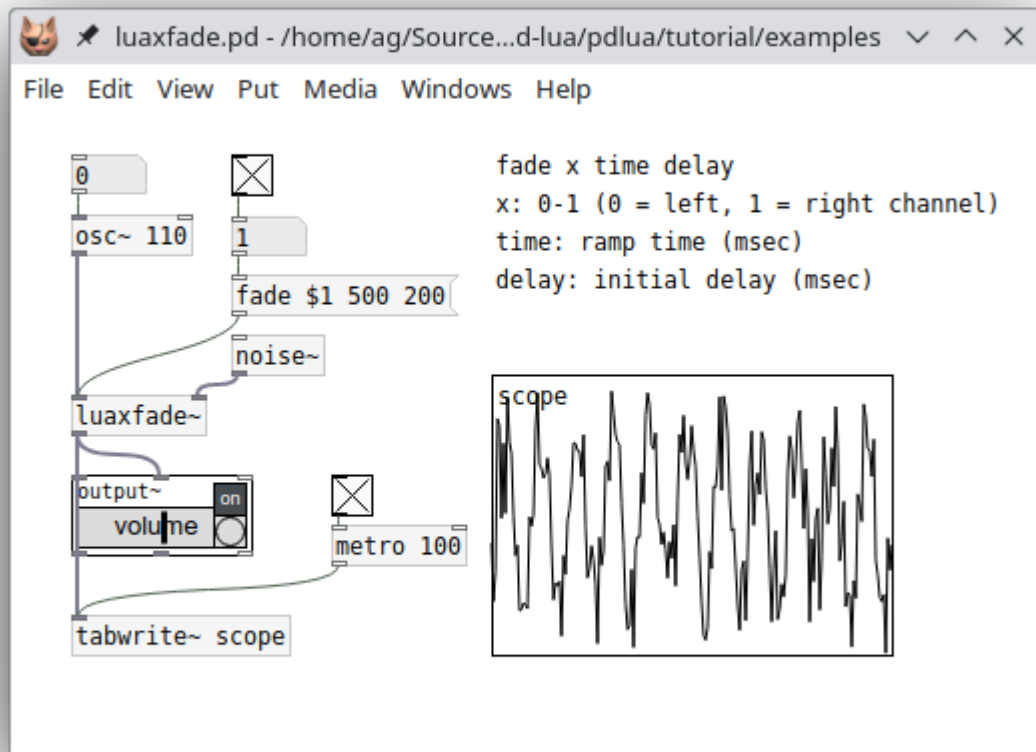 luaxfade.pd - /home/ag/Source...d-lua/pdlua/tutorial/examples
File Edit View Put Media Windows Help
0
osc~ 110
1
fade $1 500 200
noise~
luaxfade~
output~
on
volume
metro 100
tabwrite~ scope
fade x time delay
x: 0-1 (0 = left, 1 = right channel)
time: ramp time (msec)
delay: initial delay (msec)
scope